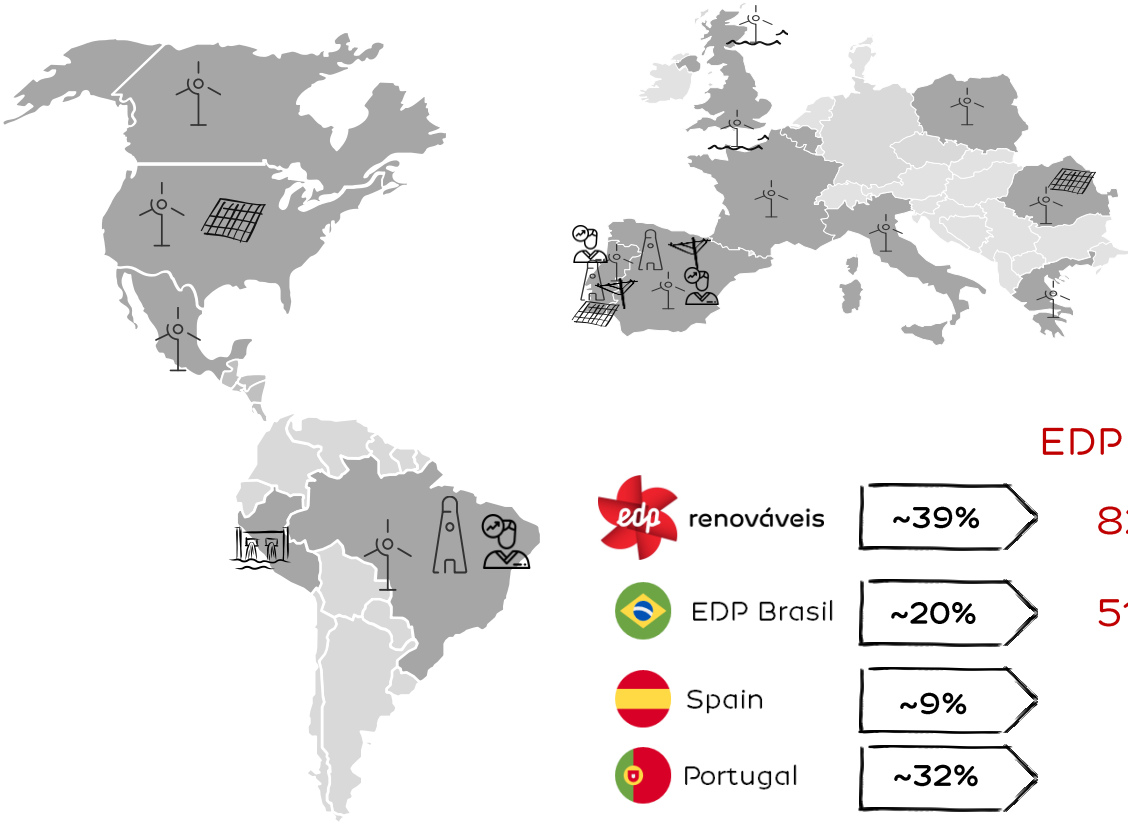 EDP
edp renováveis ~39%
EDP Brasil ~20%
Spain ~9%
Portugal ~32%